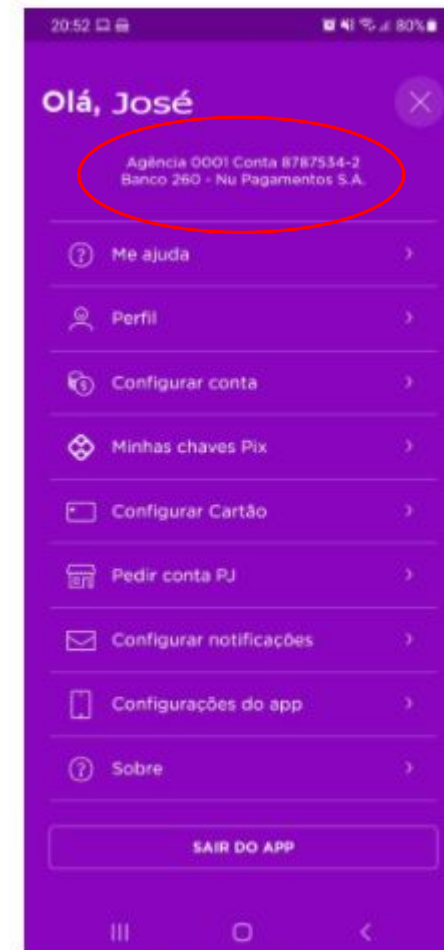 20:52 80%
Olá, José
Agência 0001 Conta 8787534-2
Banco 260 - Nu Pagamentos S.A.
Me ajuda
Perfil
Configurar conta
Minhas chaves Pix
Configurar Cartão
Pedir conta PJ
Configurar notificações
Configurações do app
Sobre
SAIR DO APP